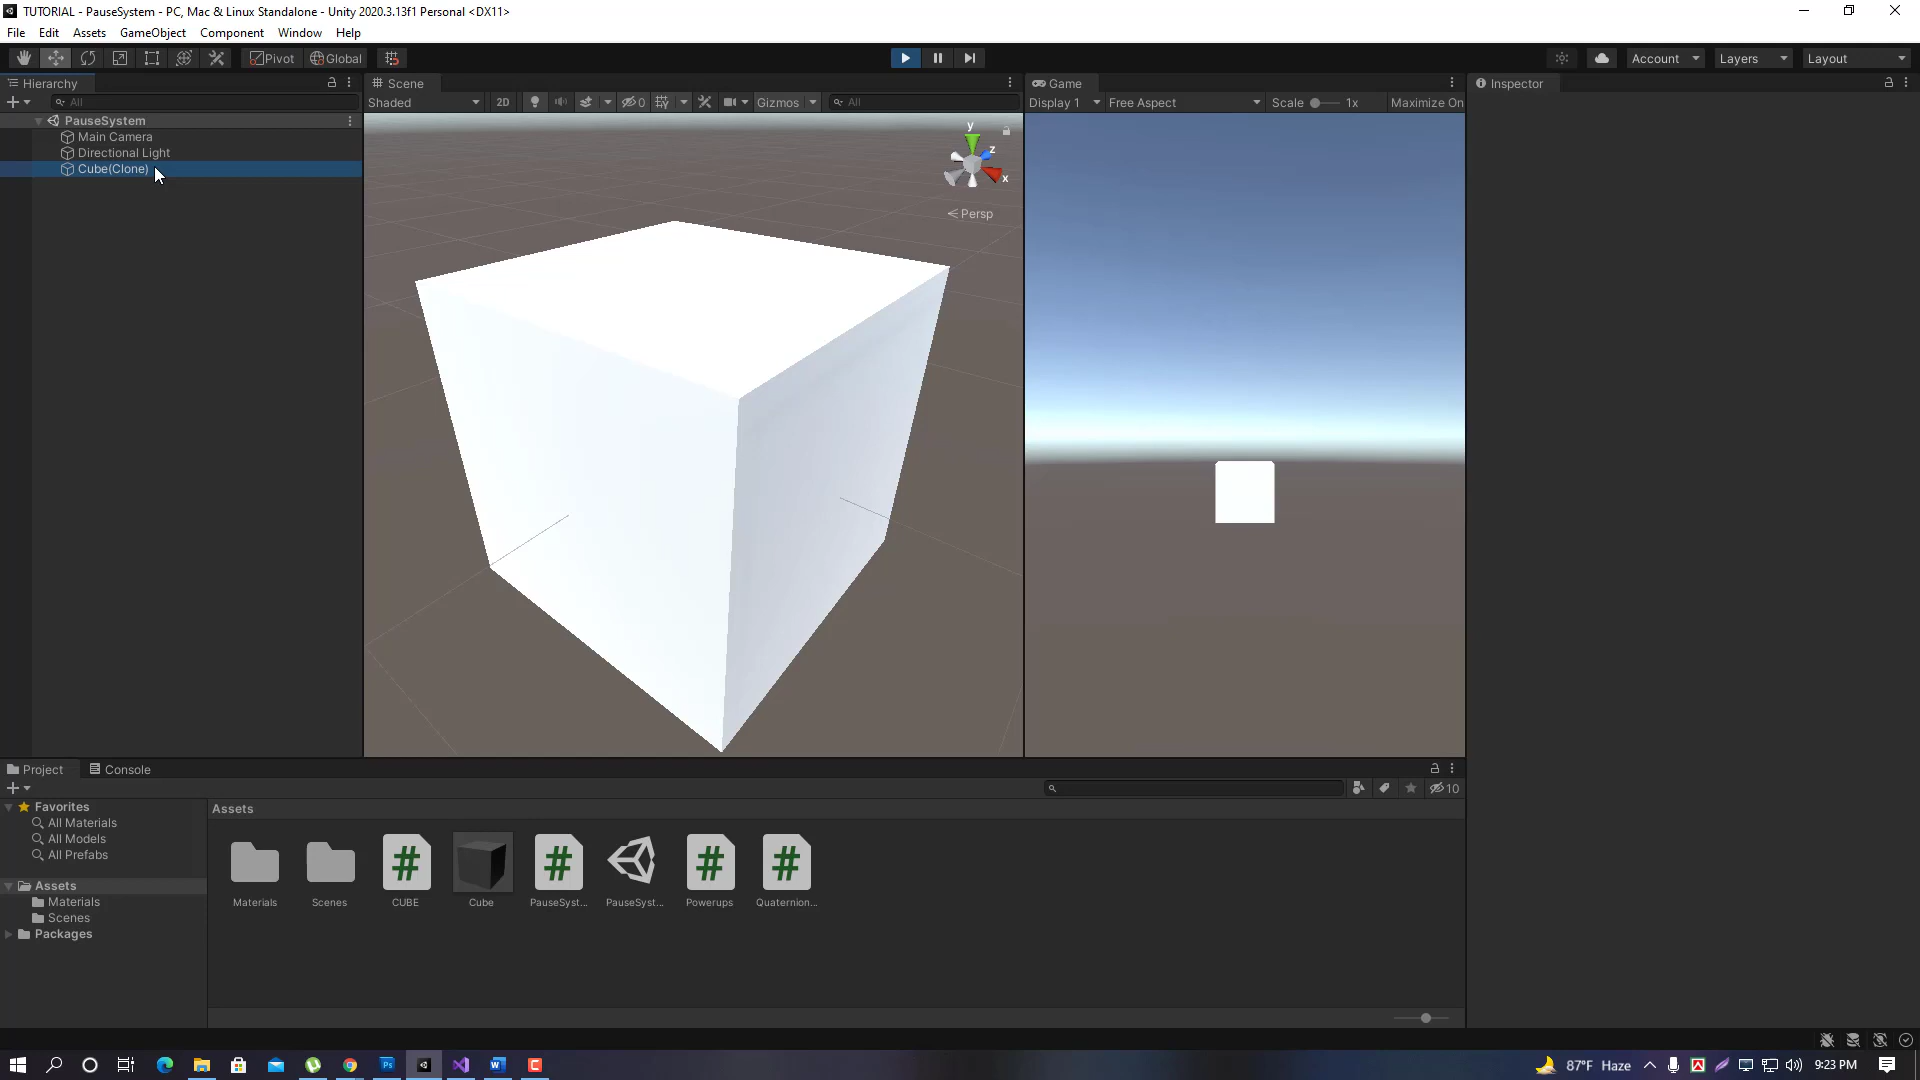 TUTORIAL - PauseSystem - PC, Mac & Linux Standalone - Unity 2020.3.13f1 Personal <DX11>
File Edit Assets GameObject Component Window Help
Pivot Global Account Layers Layout
Hierarchy
All
PauseSystem
Main Camera
Directional Light
Cube(Clone)
Scene
Shaded 2D 0 Gizmos All
y
z
x
Persp
Game
Display 1 Free Aspect Scale 1x Maximize On
Inspector
Project Console
10
Favorites
All Materials
All Models
All Prefabs
Assets
Materials
Scenes
Packages
Assets
Materials Scenes CUBE Cube PauseSyst... PauseSyst... Powerups Quaternion...
87°F Haze 9:23 PM